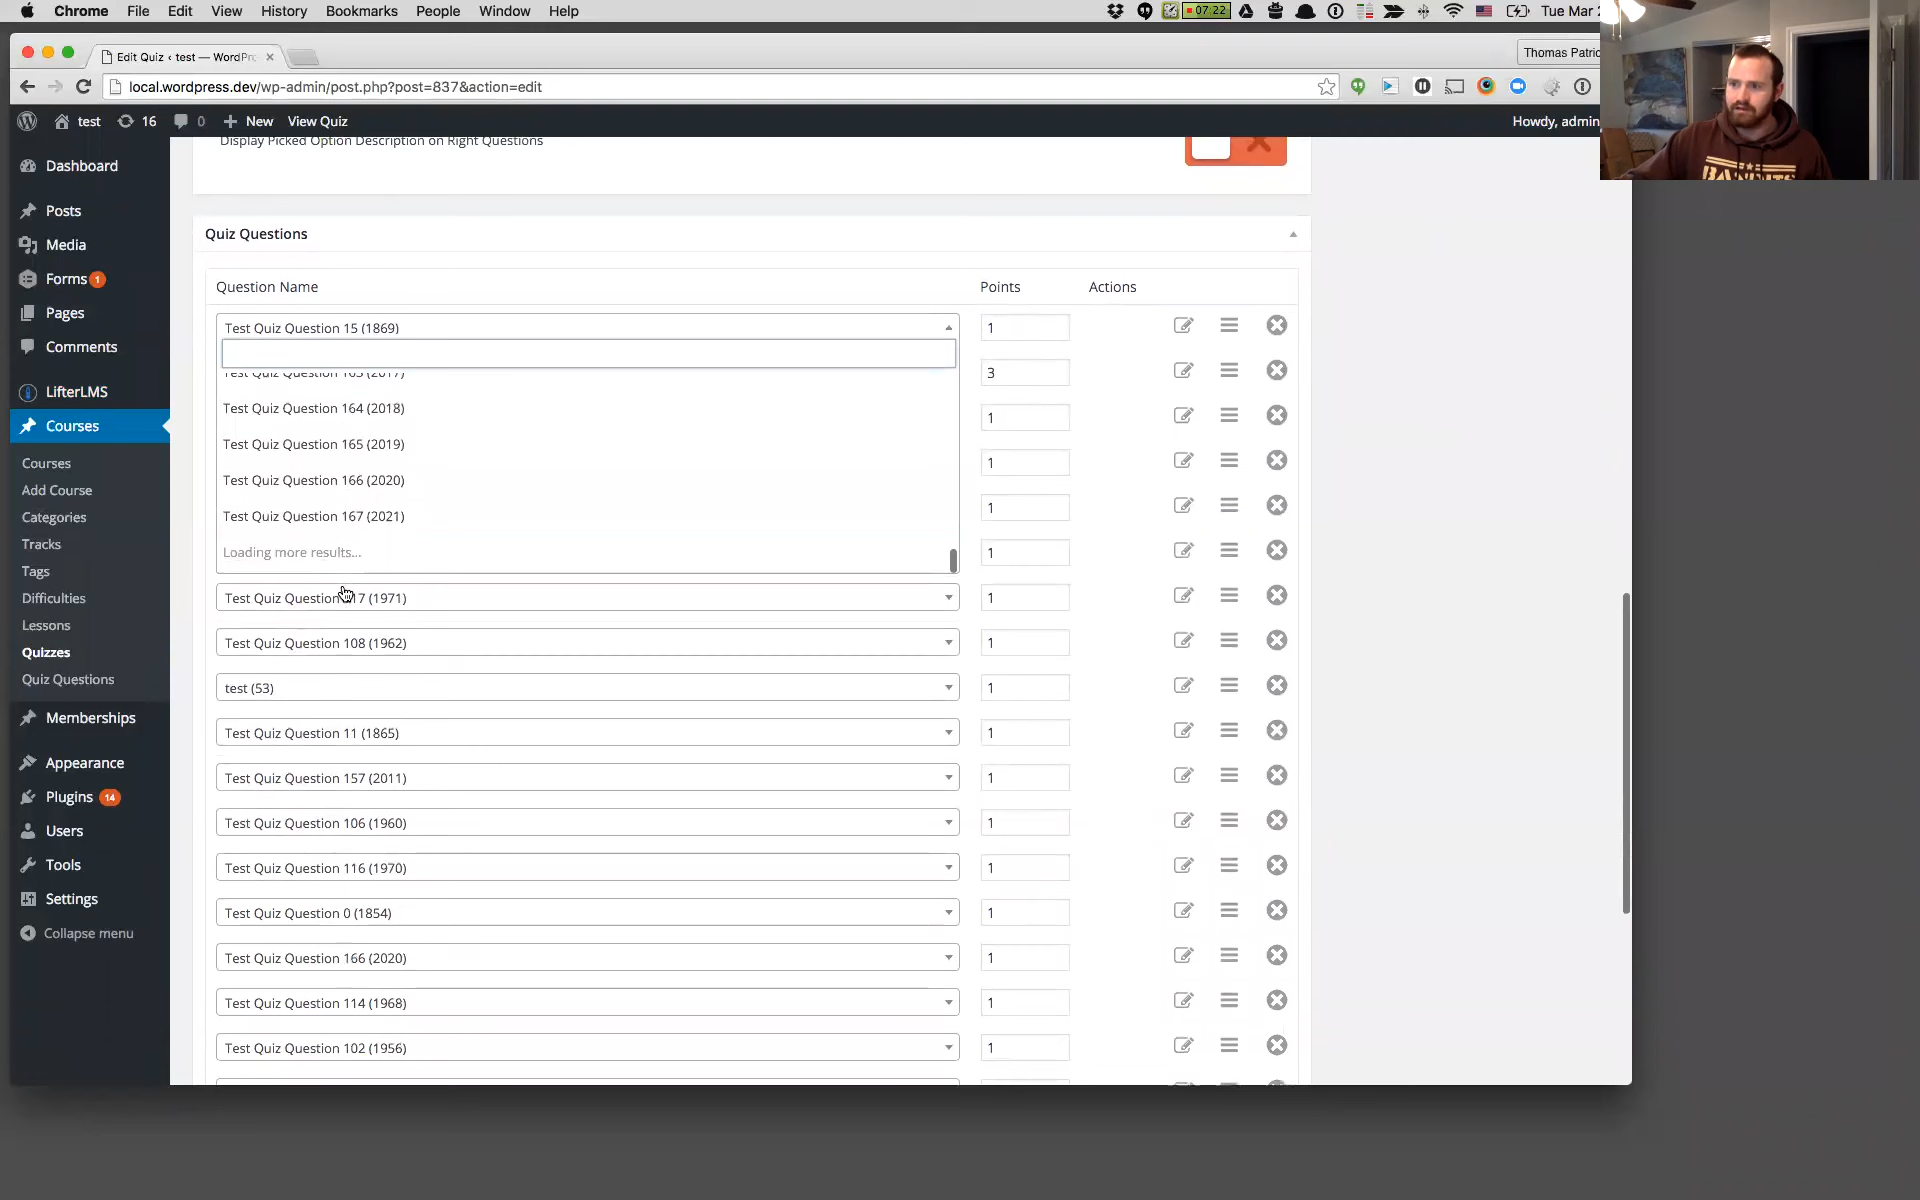 Chrome File Edit View History Bookmarks People Window Help 07:22 Tue Mar
Edit Quiz ‹ test — WordPr
Thomas Patric
local.wordpress.dev/wp-admin/post.php?post=837&action=edit
test 16 0 New View Quiz Howdy, admin
Dashboard
Posts
Media
Forms 1
Pages
Comments
LifterLMS
Courses
Courses
Add Course
Categories
Tracks
Tags
Difficulties
Lessons
Quizzes
Quiz Questions
Memberships
Appearance
Plugins 14
Users
Tools
Settings
Collapse menu
Display Picked Option Description on Right Questions
Quiz Questions
Question Name Points Actions
Test Quiz Question 15 (1869) 1
Test Quiz Question 163 (2017) 3
Test Quiz Question 164 (2018)
1
Test Quiz Question 165 (2019)
1
Test Quiz Question 166 (2020)
1
Test Quiz Question 167 (2021)
Loading more results... 1
Test Quiz Question 17 (1971) 1
Test Quiz Question 108 (1962) 1
test (53) 1
Test Quiz Question 11 (1865) 1
Test Quiz Question 157 (2011) 1
Test Quiz Question 106 (1960) 1
Test Quiz Question 116 (1970) 1
Test Quiz Question 0 (1854) 1
Test Quiz Question 166 (2020) 1
Test Quiz Question 114 (1968) 1
Test Quiz Question 102 (1956) 1
BANDITS